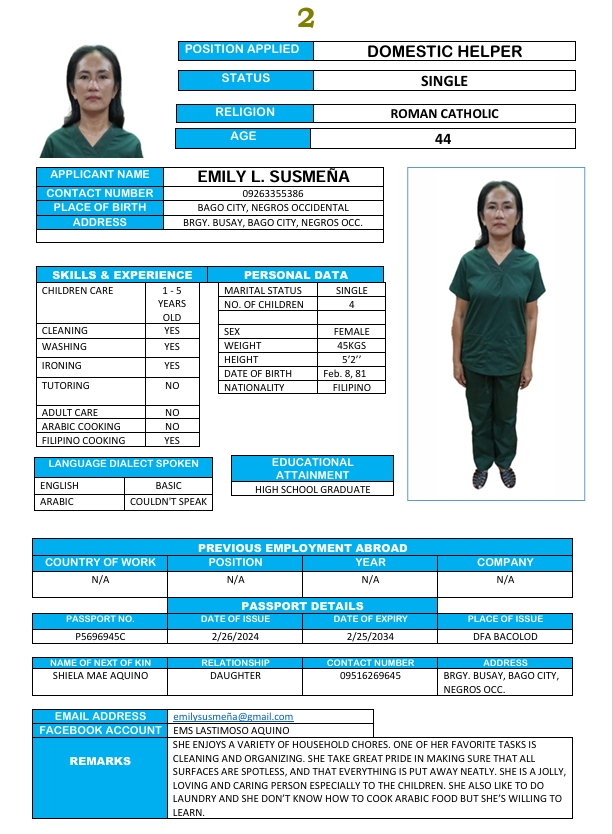 2
POSITION APPLIED DOMESTIC HELPER
STATUS SINGLE
RELIGION ROMAN CATHOLIC
AGE 44
APPLICANT NAME EMILY L. SUSMEÑA
CONTACT NUMBER 09263355386
PLACE OF BIRTH BAGO CITY, NEGROS OCCIDENTAL
ADDRESS BRGY. BUSAY, BAGO CITY, NEGROS OCC.
SKILLS & EXPERIENCE
CHILDREN CARE 1 - 5
YEARS
OLD
CLEANING YES
WASHING YES
IRONING YES
TUTORING NO
ADULT CARE NO
ARABIC COOKING NO
FILIPINO COOKING YES
PERSONAL DATA
MARITAL STATUS SINGLE
NO. OF CHILDREN 4
SEX FEMALE
WEIGHT 45KGS
HEIGHT 5’2’’
DATE OF BIRTH Feb. 8, 81
NATIONALITY FILIPINO
LANGUAGE DIALECT SPOKEN
ENGLISH BASIC
ARABIC COULDN'T SPEAK
EDUCATIONAL
ATTAINMENT
HIGH SCHOOL GRADUATE
PREVIOUS EMPLOYMENT ABROAD
COUNTRY OF WORK POSITION YEAR COMPANY
N/A N/A N/A N/A
PASSPORT DETAILS
PASSPORT NO. DATE OF ISSUE DATE OF EXPIRY PLACE OF ISSUE
P5696945C 2/26/2024 2/25/2034 DFA BACOLOD
NAME OF NEXT OF KIN RELATIONSHIP CONTACT NUMBER ADDRESS
SHIELA MAE AQUINO DAUGHTER 09516269645 BRGY. BUSAY, BAGO CITY,
NEGROS OCC.
EMAIL ADDRESS emilysusmeña@gmail.com
FACEBOOK ACCOUNT EMS LASTIMOSO AQUINO
REMARKS
SHE ENJOYS A VARIETY OF HOUSEHOLD CHORES. ONE OF HER FAVORITE TASKS IS
CLEANING AND ORGANIZING. SHE TAKE GREAT PRIDE IN MAKING SURE THAT ALL
SURFACES ARE SPOTLESS, AND THAT EVERYTHING IS PUT AWAY NEATLY. SHE IS A JOLLY,
LOVING AND CARING PERSON ESPECIALLY TO THE CHILDREN. SHE ALSO LIKE TO DO
LAUNDRY AND SHE DON’T KNOW HOW TO COOK ARABIC FOOD BUT SHE’S WILLING TO
LEARN.